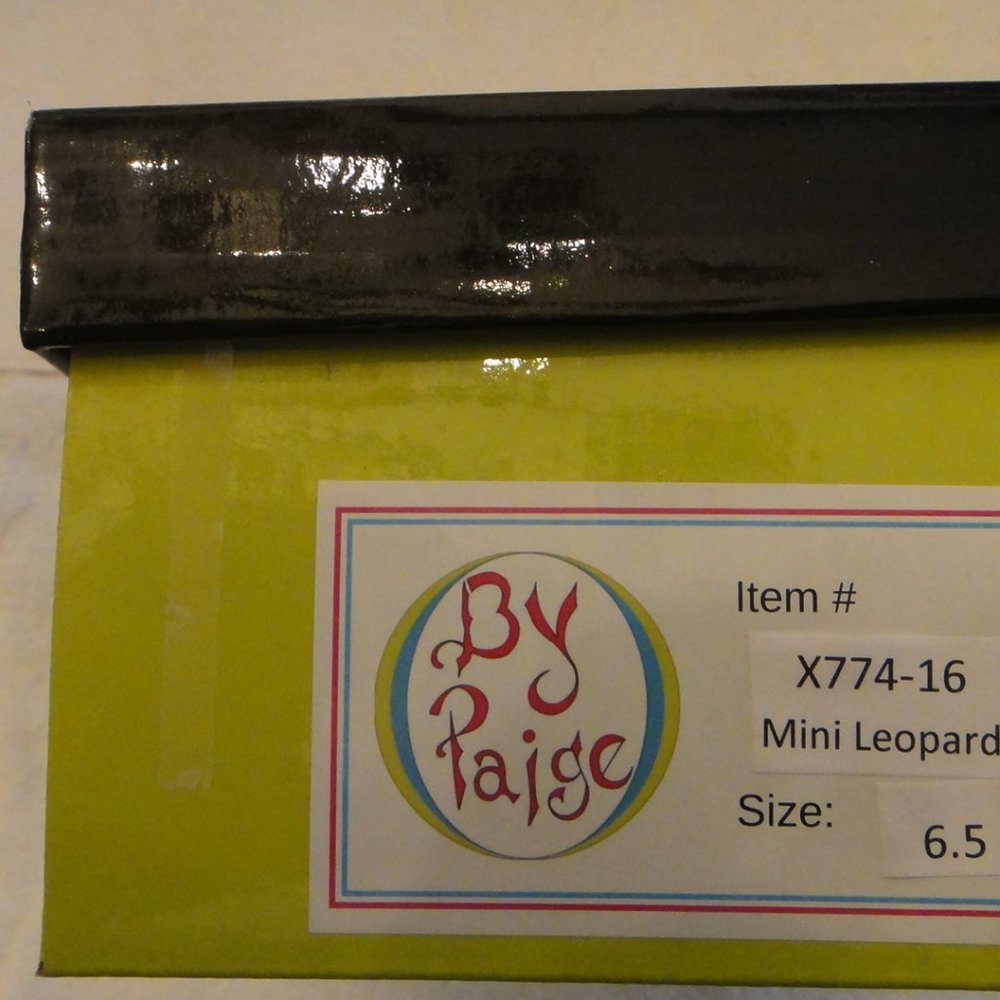 By
Paige
Item #
X774-16
Mini Leopard
Size:
6.5